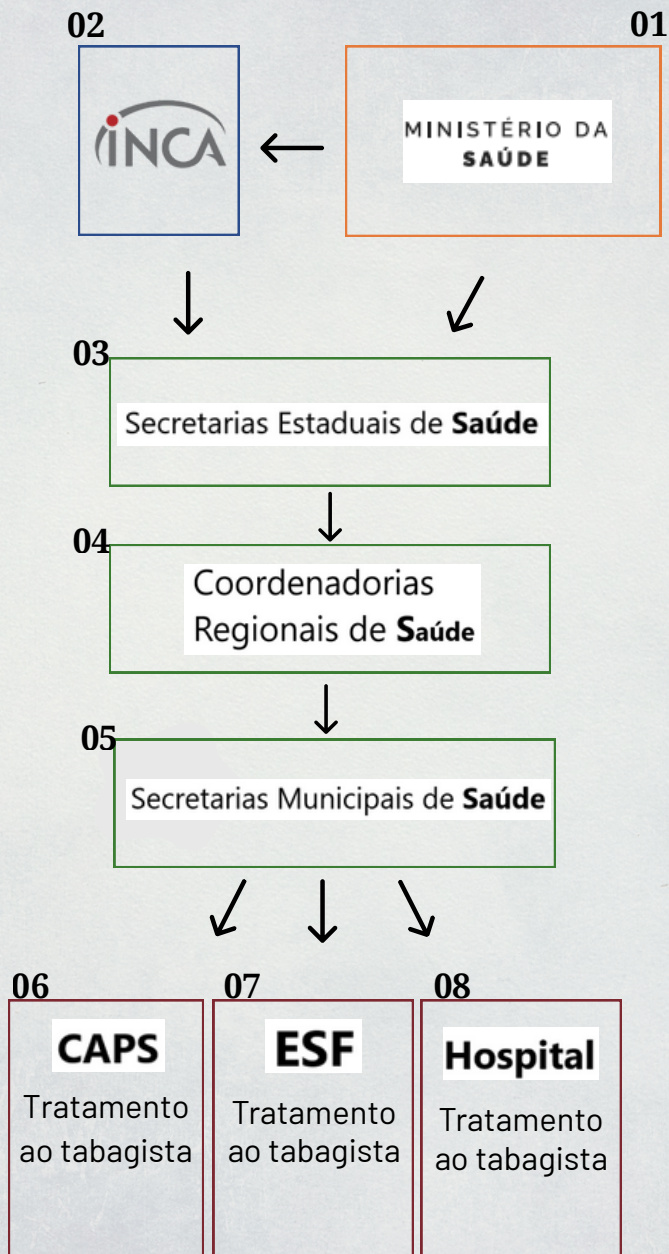 02
01
INCA
MINISTÉRIO DA
SAÚDE
03
Secretarias Estaduais de Saúde
04
Coordenadorias
Regionais de Saúde
05
Secretarias Municipais de Saúde
06
07
08
CAPS
Tratamento
ao tabagista
ESF
Tratamento
ao tabagista
Hospital
Tratamento
ao tabagista